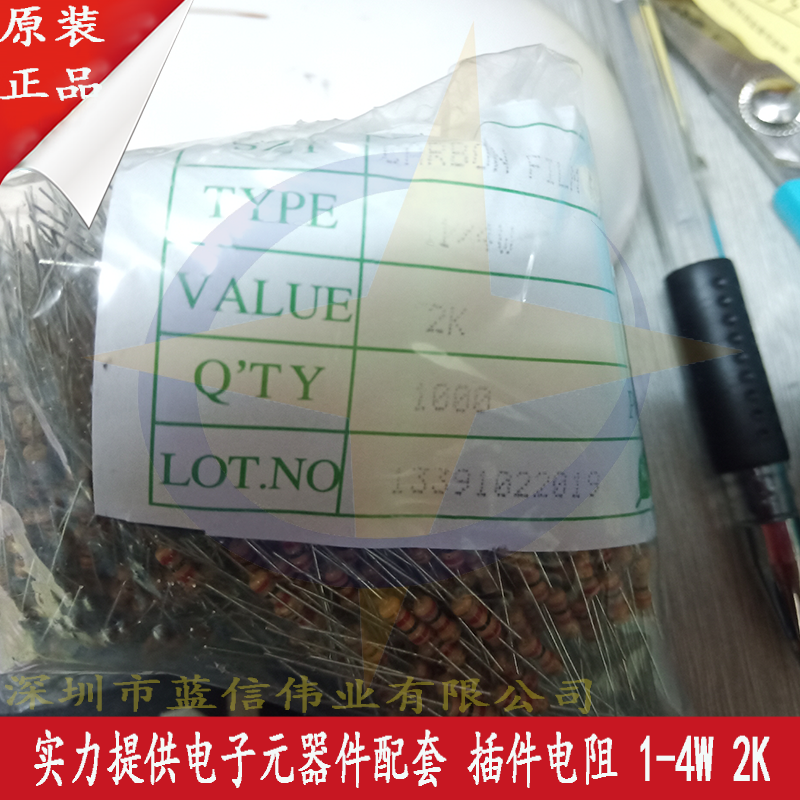 原装
正品
CARBON FILM
TYPE 1/4W
VALUE 2K
Q'TY 1000
LOT.NO 13391022019
深圳市蓝信伟业有限公司
实力提供电子元器件配套 插件电阻 1-4W 2K